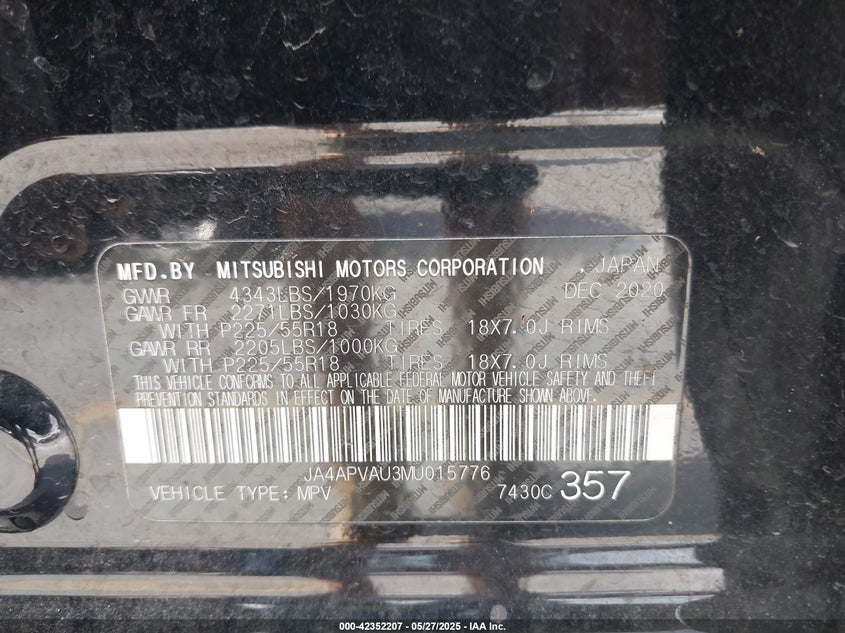 MFD.BY MITSUBISHI MOTORS CORPORATION , JAPAN
GVWR 4343LBS/1970KG DEC 2020
GAWR FR 2271LBS/1030KG
WITH P225/55R18 TIRES 18X7.0J RIMS
GAWR RR 2205LBS/1000KG
WITH P225/55R18 TIRES 18X7.0J RIMS
THIS VEHICLE CONFORMS TO ALL APPLICABLE FEDERAL MOTOR VEHICLE SAFETY AND THEFT
PREVENTION STANDARDS IN EFFECT ON THE DATE OF MANUFACTURE SHOWN ABOVE.
JA4APVAU3MU015776
VEHICLE TYPE: MPV 7430C 357
000-42352207 - 05/27/2025 - IAA Inc.